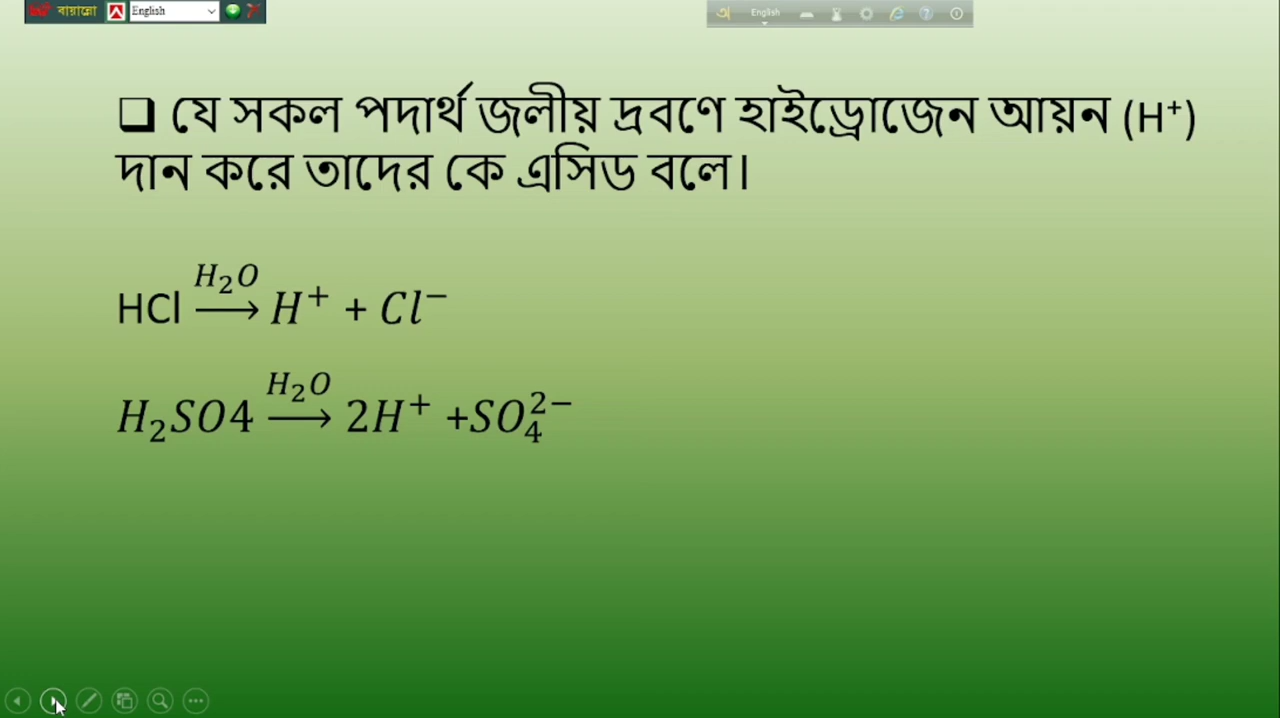 বায়ান্নো English অ English
❑ যে সকল পদার্থ জলীয় দ্রবণে হাইড্রোজেন আয়ন (H⁺)
দান করে তাদের কে এসিড বলে।
H₂O
HCl ⟶ H⁺ + Cl⁻
H₂O
H₂SO4 ⟶ 2H⁺ +SO₄²⁻